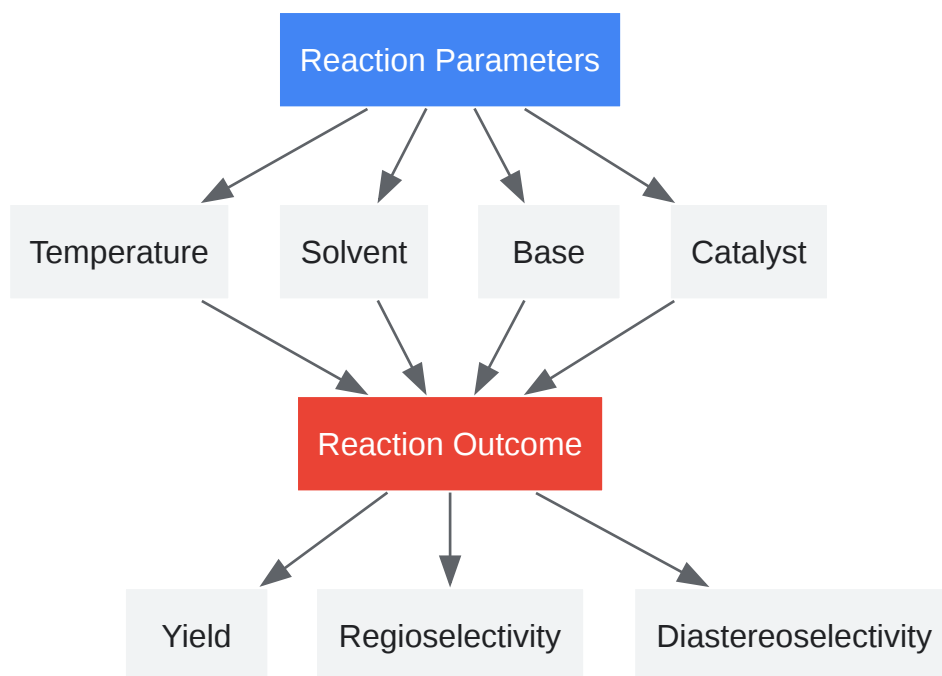 Reaction Parameters
Temperature
Solvent
Base
Catalyst
Reaction Outcome
Yield
Regioselectivity
Diastereoselectivity